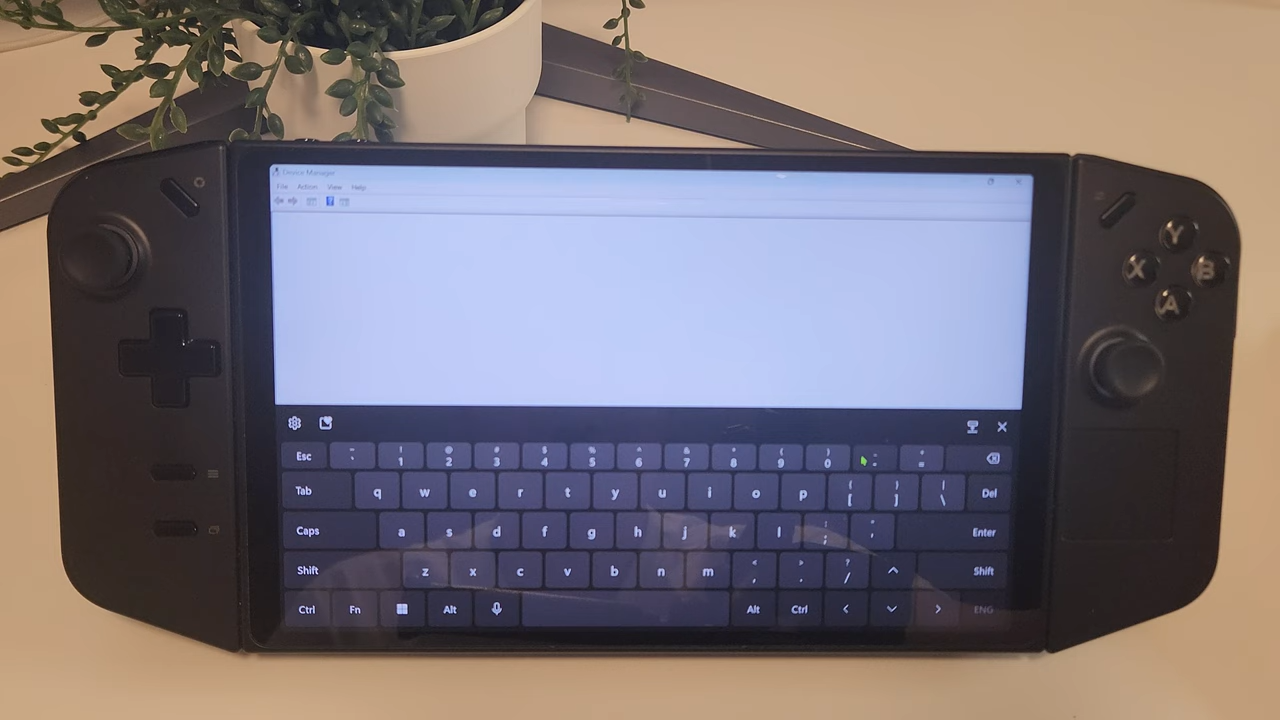 Device Manager
File Action View Help
Esc ~ ` ! 1 @ 2 # 3 $ 4 % 5 ^ 6 & 7 * 8 ( 9 ) 0 _ - + = 
Tab q w e r t y u i o p { [ } ] | \ Del
Caps a s d f g h j k l : ; " ' Enter
Shift z x c v b n m < , > . ? / Shift
Ctrl Fn Alt Alt Ctrl ENG
Y
X B
A